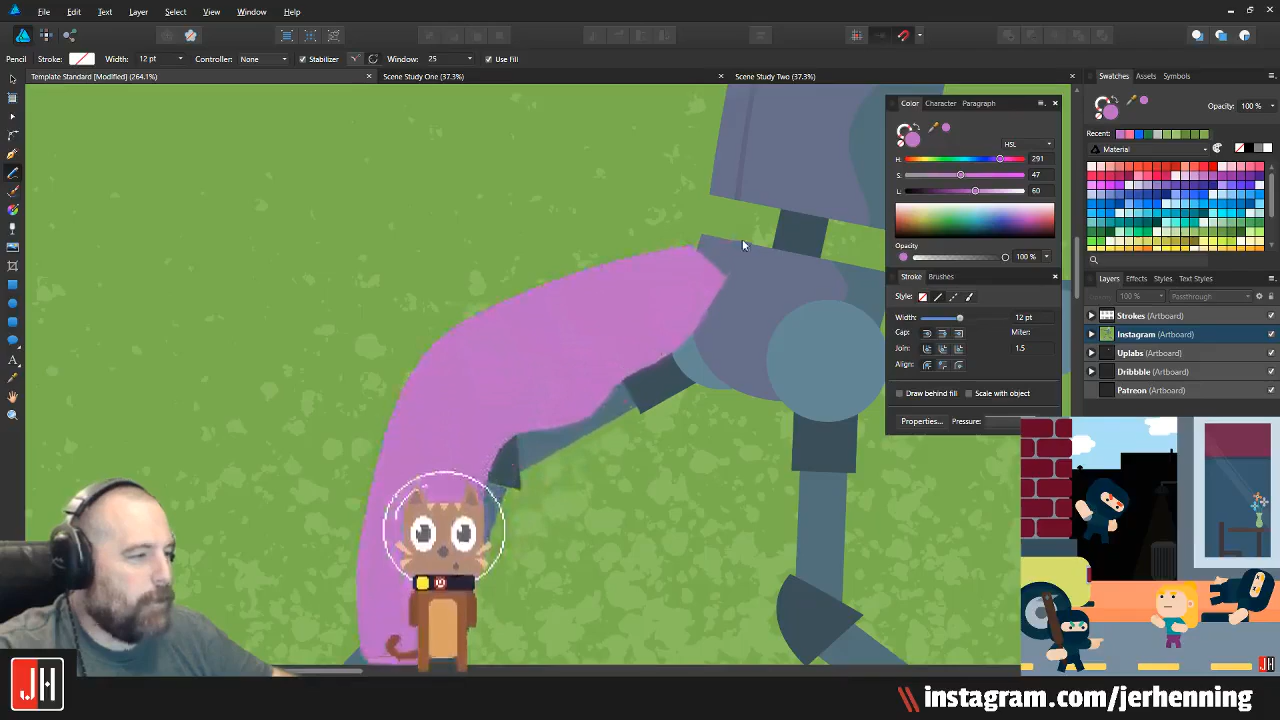 File Edit Text Layer Select View Window Help
Pencil Stroke: Width: 12 pt Controller: None Stabilizer Window: 25 Use Fill
Template Standard [Modified] (264.1%) Scene Study One (37.3%) Scene Study Two (37.3%)
Swatches Assets Symbols
Opacity: 100 %
Recent:
Material
Color Character Paragraph
HSL
H: 291
S: 47
L: 60
Opacity
100 %
Stroke Brushes
Style:
Width: 12 pt
Cap: Miter:
Join: 1.5
Align:
Draw behind fill Scale with object
Properties... Pressure:
Layers Effects Styles Text Styles
100 % Passthrough
Strokes (Artboard)
Instagram (Artboard)
Uplabs (Artboard)
Dribbble (Artboard)
Patreon (Artboard)
JH
JH
\\ instagram.com/jerhenning